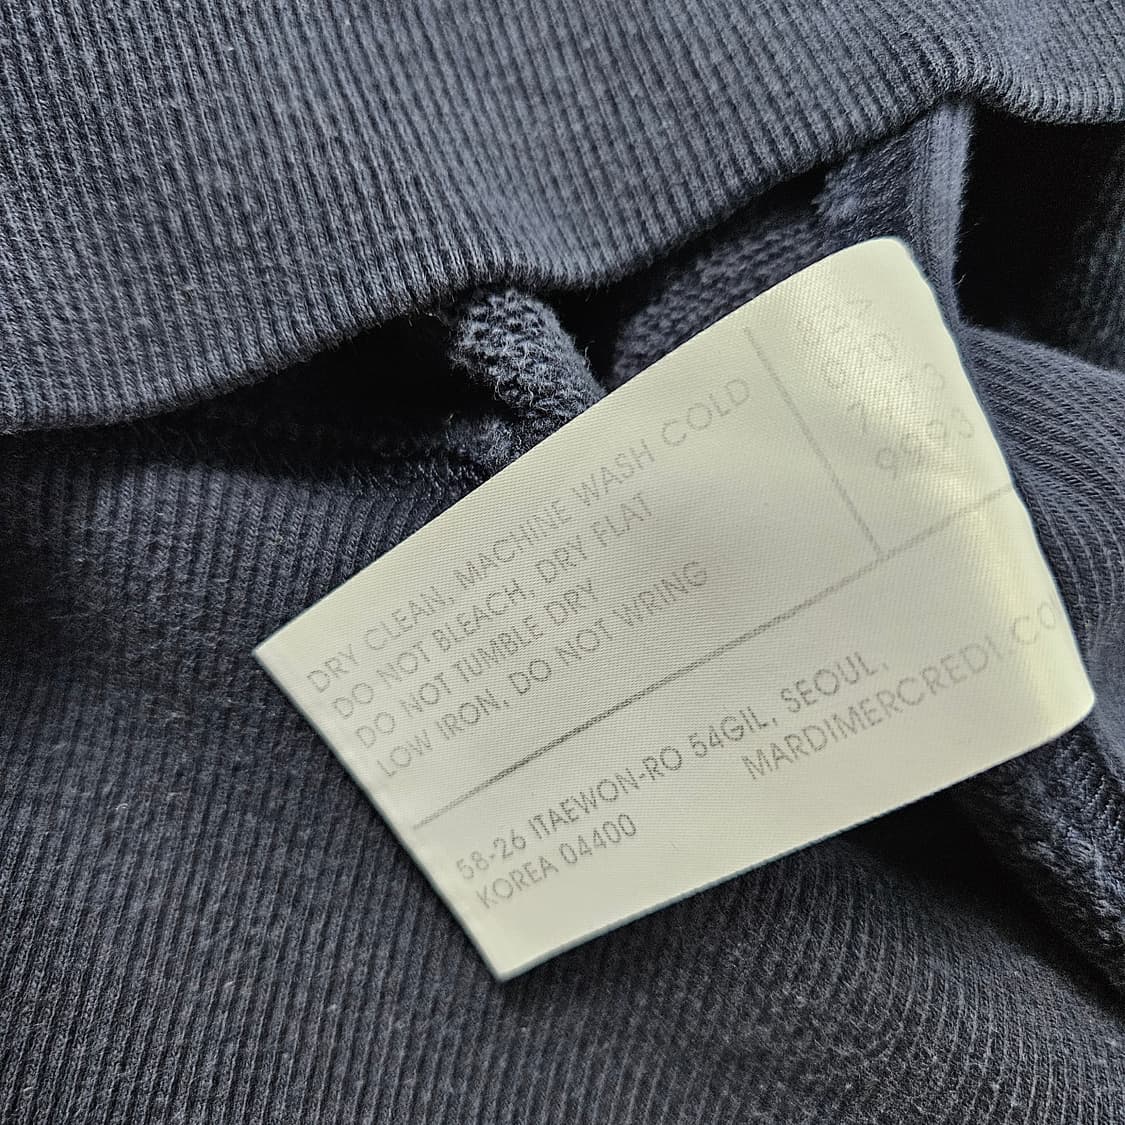 DRY CLEAN, MACHINE WASH COLD
DO NOT BLEACH, DRY FLAT
DO NOT TUMBLE DRY
LOW IRON, DO NOT WRING
9993
58-26 ITAEWON-RO 54GIL, SEOUL,
KOREA 04400
MARDIMERCREDI.CO